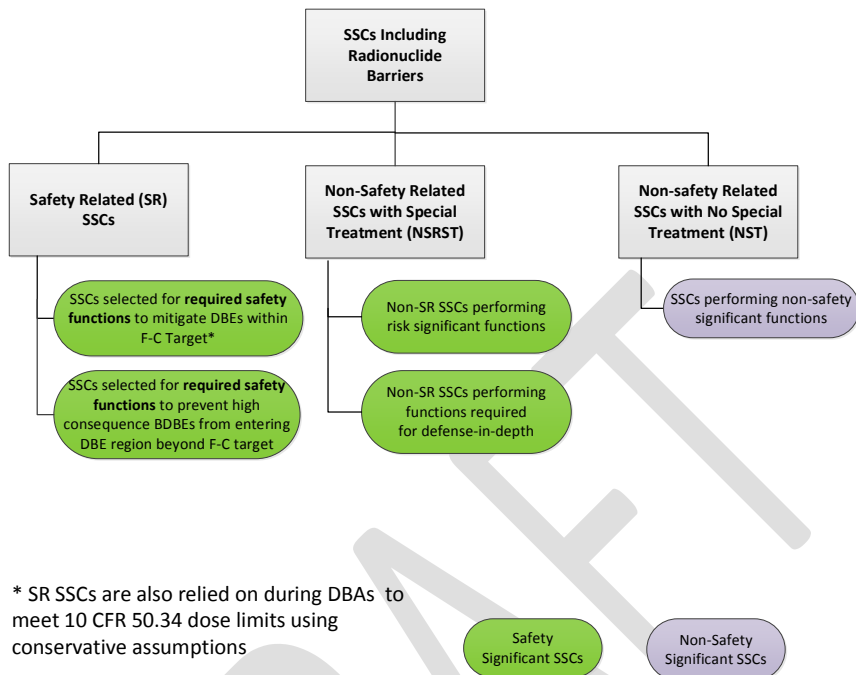 SSCs Including
Radionuclide
Barriers
Safety Related (SR)
SSCs
Non-Safety Related
SSCs with Special
Treatment (NSRST)
Non-safety Related
SSCs with No Special
Treatment (NST)
SSCs selected for required safety
functions to mitigate DBEs within
F-C Target*
SSCs selected for required safety
functions to prevent high
consequence BDBEs from entering
DBE region beyond F-C target
Non-SR SSCs performing
risk significant functions
Non-SR SSCs performing
functions required
for defense-in-depth
SSCs performing non-safety
significant functions
* SR SSCs are also relied on during DBAs to
meet 10 CFR 50.34 dose limits using
conservative assumptions
Safety
Significant SSCs
Non-Safety
Significant SSCs
DRAFT